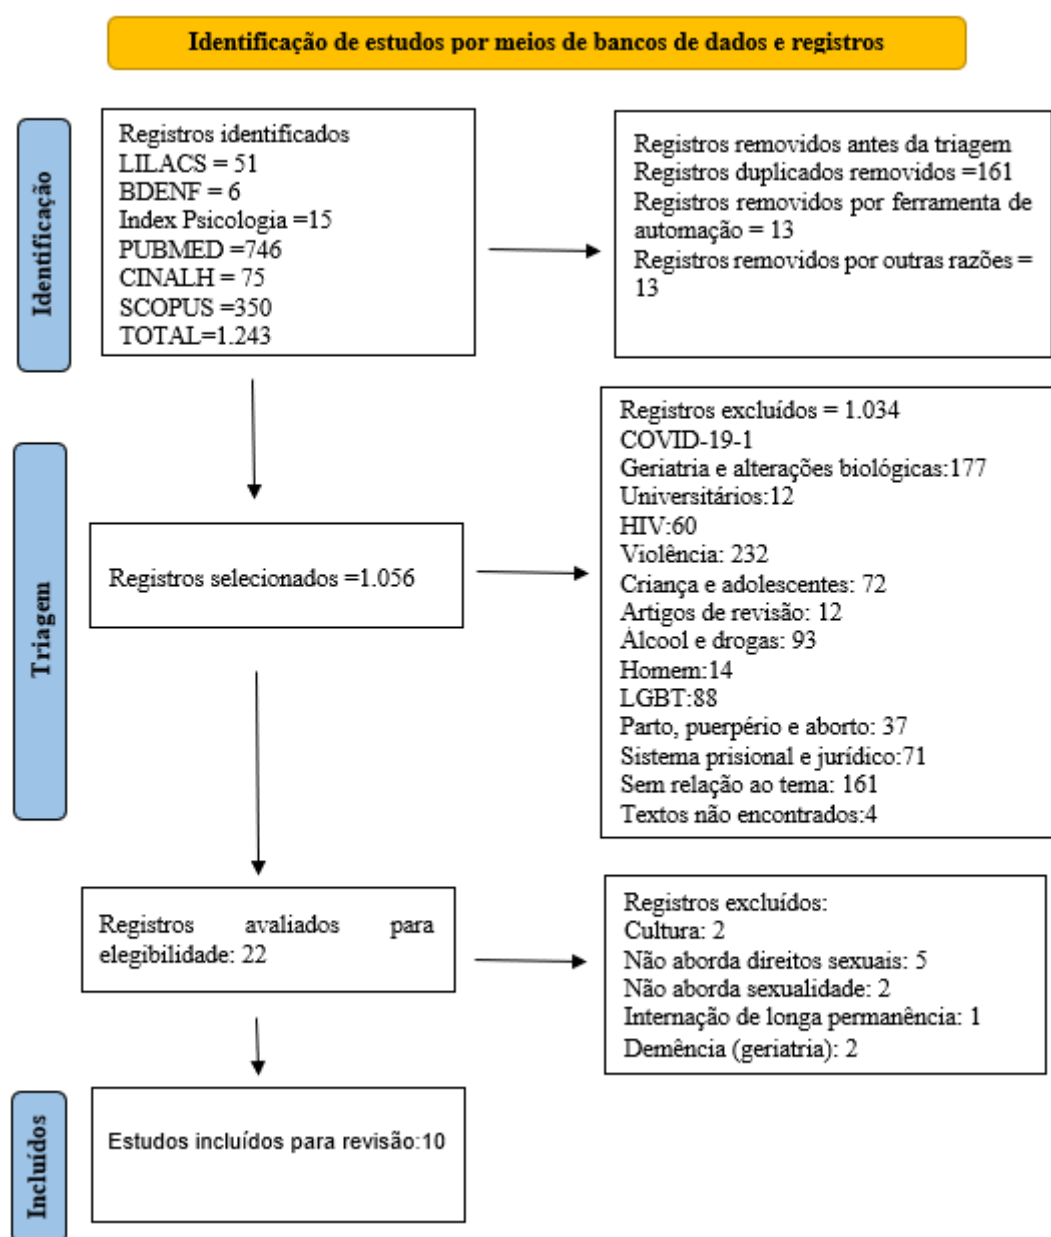 Identificação de estudos por meios de bancos de dados e registros
Identificação
Registros identificados
LILACS = 51
BDENF = 6
Index Psicologia =15
PUBMED =746
CINALH = 75
SCOPUS =350
TOTAL=1.243
Registros removidos antes da triagem
Registros duplicados removidos =161
Registros removidos por ferramenta de
automação = 13
Registros removidos por outras razões =
13
Triagem
Registros selecionados =1.056
Registros excluídos = 1.034
COVID-19-1
Geriatria e alterações biológicas:177
Universitários:12
HIV:60
Violência: 232
Criança e adolescentes: 72
Artigos de revisão: 12
Álcool e drogas: 93
Homem:14
LGBT:88
Parto, puerpério e aborto: 37
Sistema prisional e jurídico:71
Sem relação ao tema: 161
Textos não encontrados:4
Registros avaliados para
elegibilidade: 22
Registros excluídos:
Cultura: 2
Não aborda direitos sexuais: 5
Não aborda sexualidade: 2
Internação de longa permanência: 1
Demência (geriatria): 2
Incluídos
Estudos incluídos para revisão:10